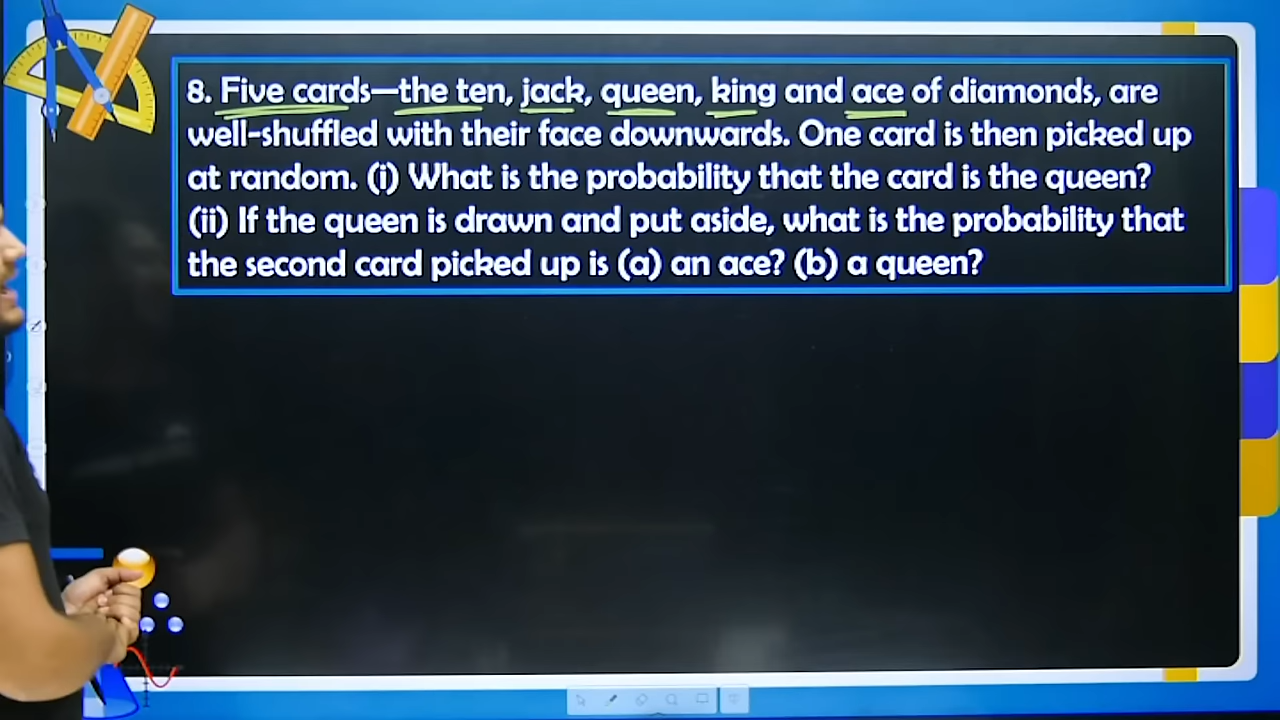 8. Five cards—the ten, jack, queen, king and ace of diamonds, are
well-shuffled with their face downwards. One card is then picked up
at random. (i) What is the probability that the card is the queen?
(ii) If the queen is drawn and put aside, what is the probability that
the second card picked up is (a) an ace? (b) a queen?